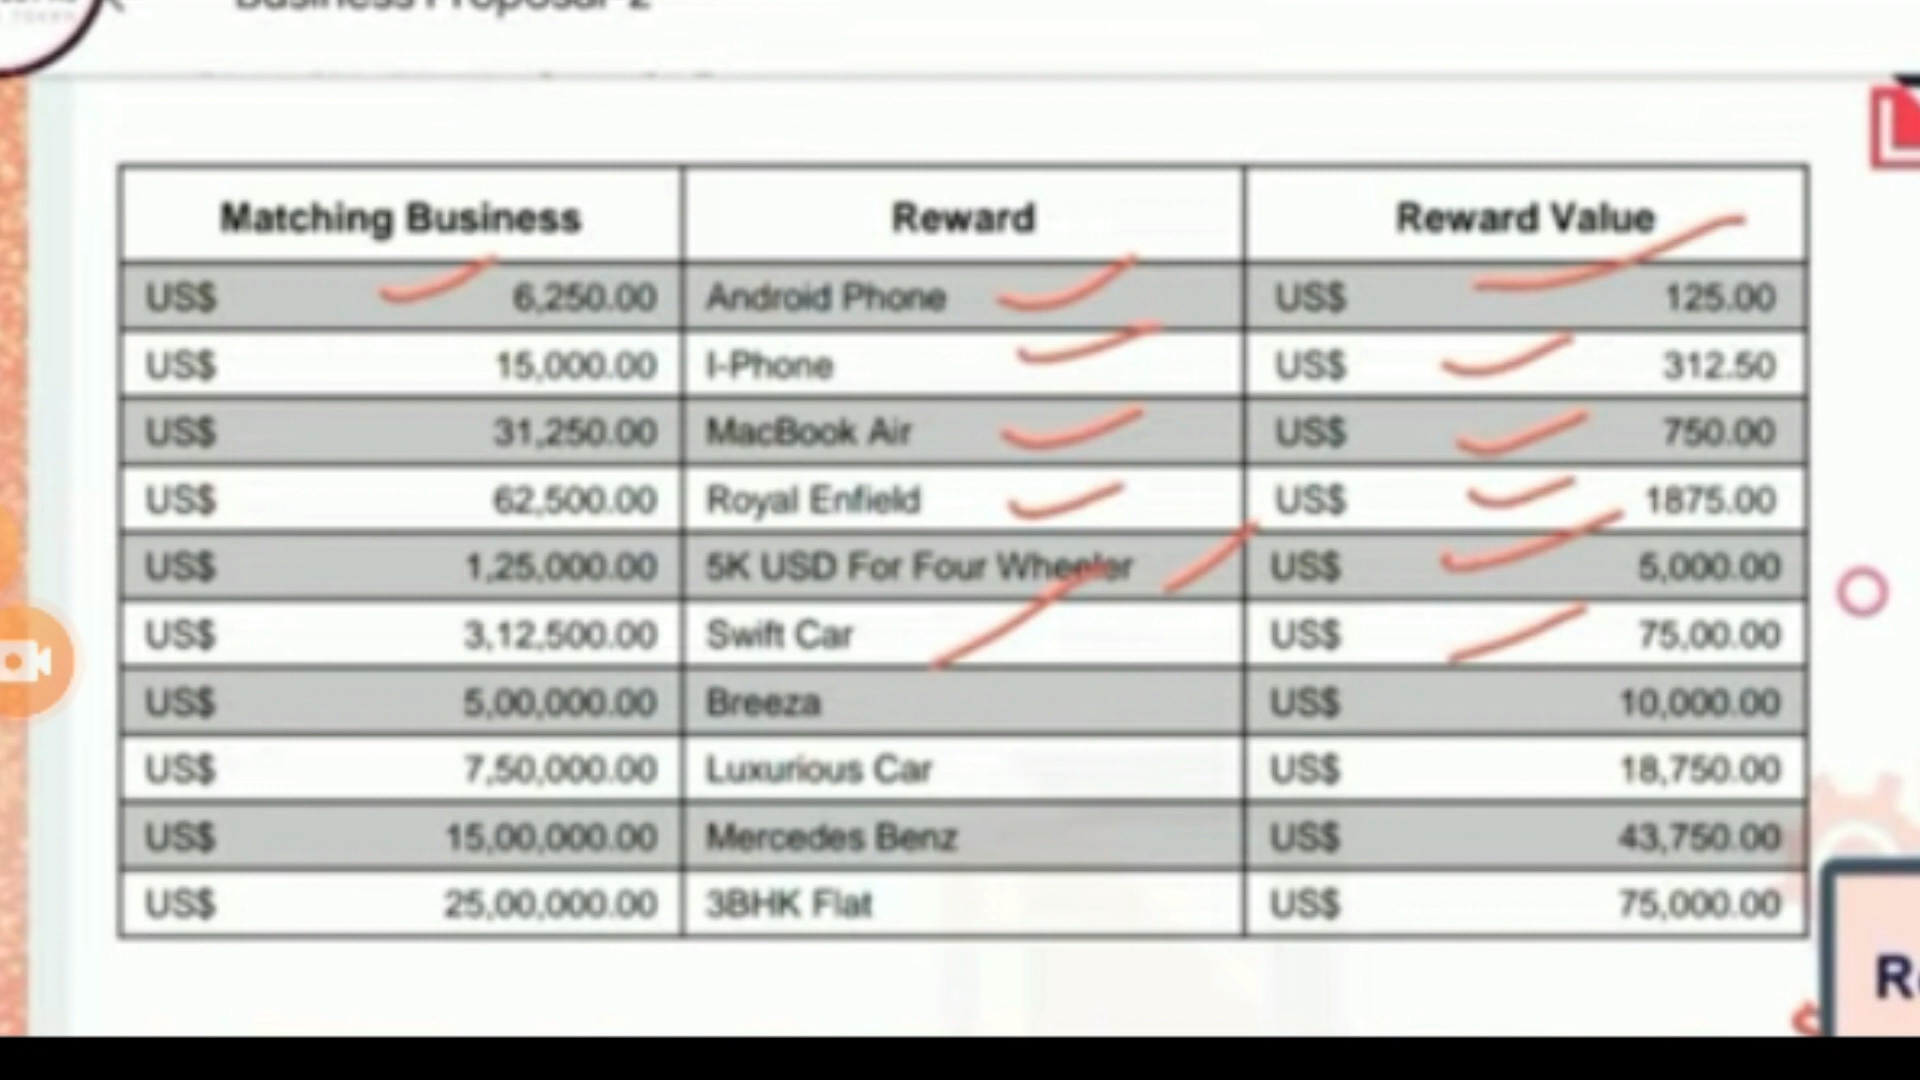 Business Proposal-2
Matching Business Reward Reward Value
US$ 6,250.00 Android Phone US$ 125.00
US$ 15,000.00 I-Phone US$ 312.50
US$ 31,250.00 MacBook Air US$ 750.00
US$ 62,500.00 Royal Enfield US$ 1875.00
US$ 1,25,000.00 5K USD For Four Wheeler US$ 5,000.00
US$ 3,12,500.00 Swift Car US$ 75,00.00
US$ 5,00,000.00 Breeza US$ 10,000.00
US$ 7,50,000.00 Luxurious Car US$ 18,750.00
US$ 15,00,000.00 Mercedes Benz US$ 43,750.00
US$ 25,00,000.00 3BHK Flat US$ 75,000.00